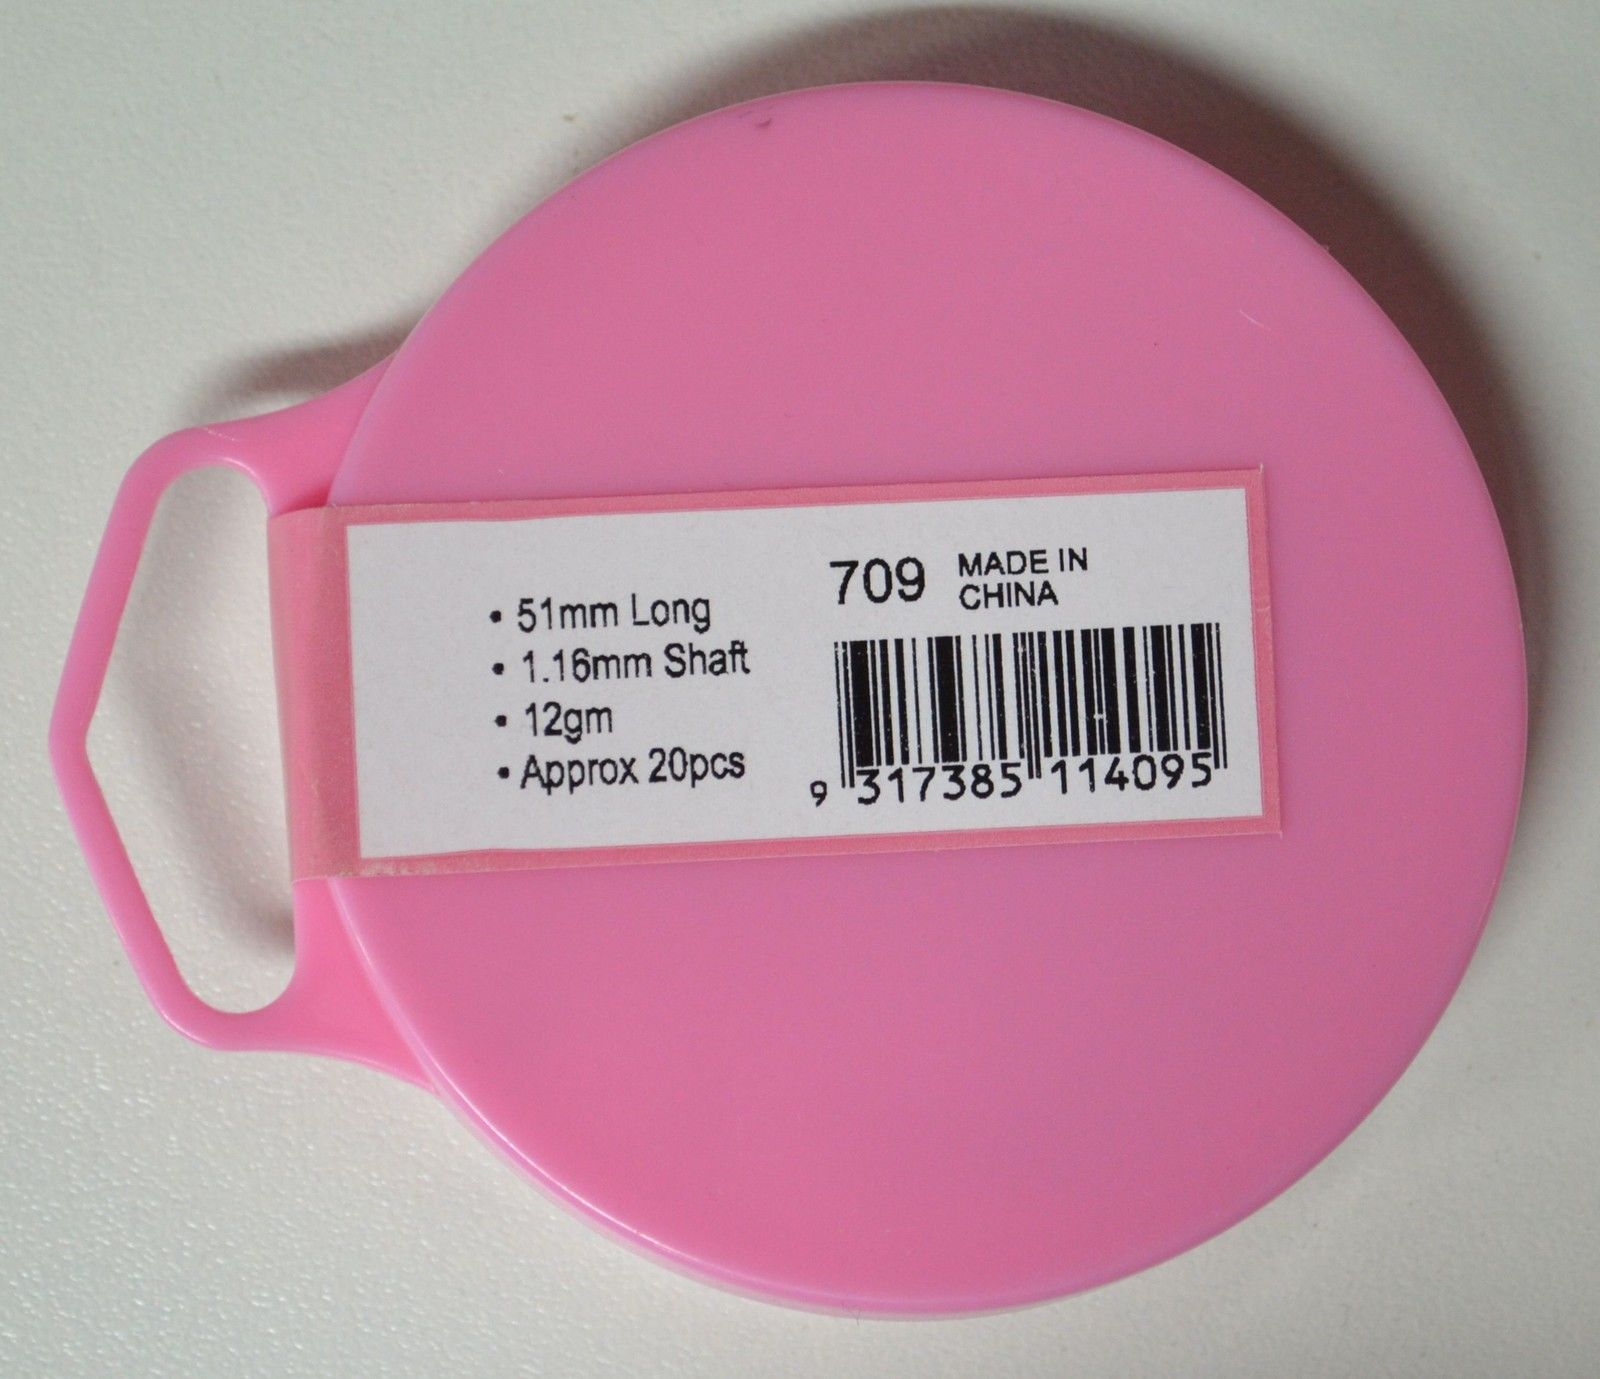 • 51mm Long
• 1.16mm Shaft
• 12gm
• Approx 20pcs
709 MADE IN
CHINA
9 317385 114095